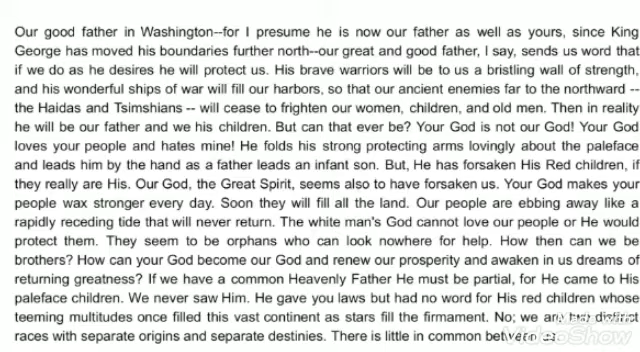 Our good father in Washington--for I presume he is now our father as well as yours, since King
George has moved his boundaries further north--our great and good father, I say, sends us word that
if we do as he desires he will protect us. His brave warriors will be to us a bristling wall of strength,
and his wonderful ships of war will fill our harbors, so that our ancient enemies far to the northward --
the Haidas and Tsimshians -- will cease to frighten our women, children, and old men. Then in reality
he will be our father and we his children. But can that ever be? Your God is not our God! Your God
loves your people and hates mine! He folds his strong protecting arms lovingly about the paleface
and leads him by the hand as a father leads an infant son. But, He has forsaken His Red children, if
they really are His. Our God, the Great Spirit, seems also to have forsaken us. Your God makes your
people wax stronger every day. Soon they will fill all the land. Our people are ebbing away like a
rapidly receding tide that will never return. The white man's God cannot love our people or He would
protect them. They seem to be orphans who can look nowhere for help. How then can we be
brothers? How can your God become our God and renew our prosperity and awaken in us dreams of
returning greatness? If we have a common Heavenly Father He must be partial, for He came to His
paleface children. We never saw Him. He gave you laws but had no word for His red children whose
teeming multitudes once filled this vast continent as stars fill the firmament. No; we are two distinct
races with separate origins and separate destinies. There is little in common between us.
VideoShow